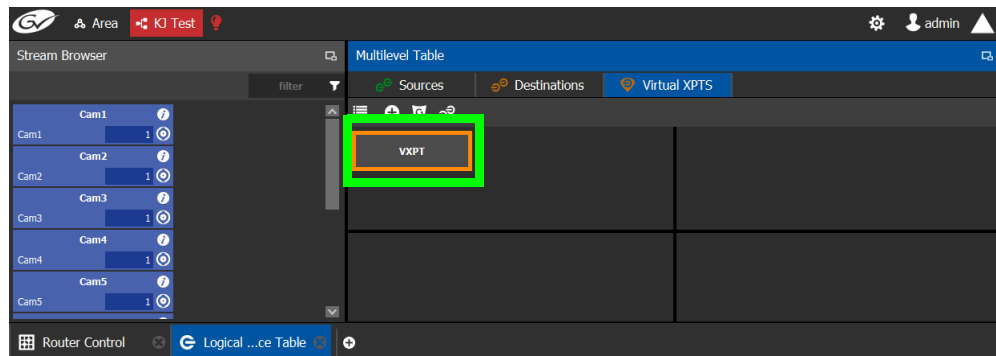 GV Area KJ Test admin
Stream Browser
Multilevel Table
filter
Sources Destinations Virtual XPTS
Cam1
Cam1 1
Cam2
Cam2 1
Cam3
Cam3 1
Cam4
Cam4 1
Cam5
Cam5 1
VXPT
Router Control Logical ...ce Table